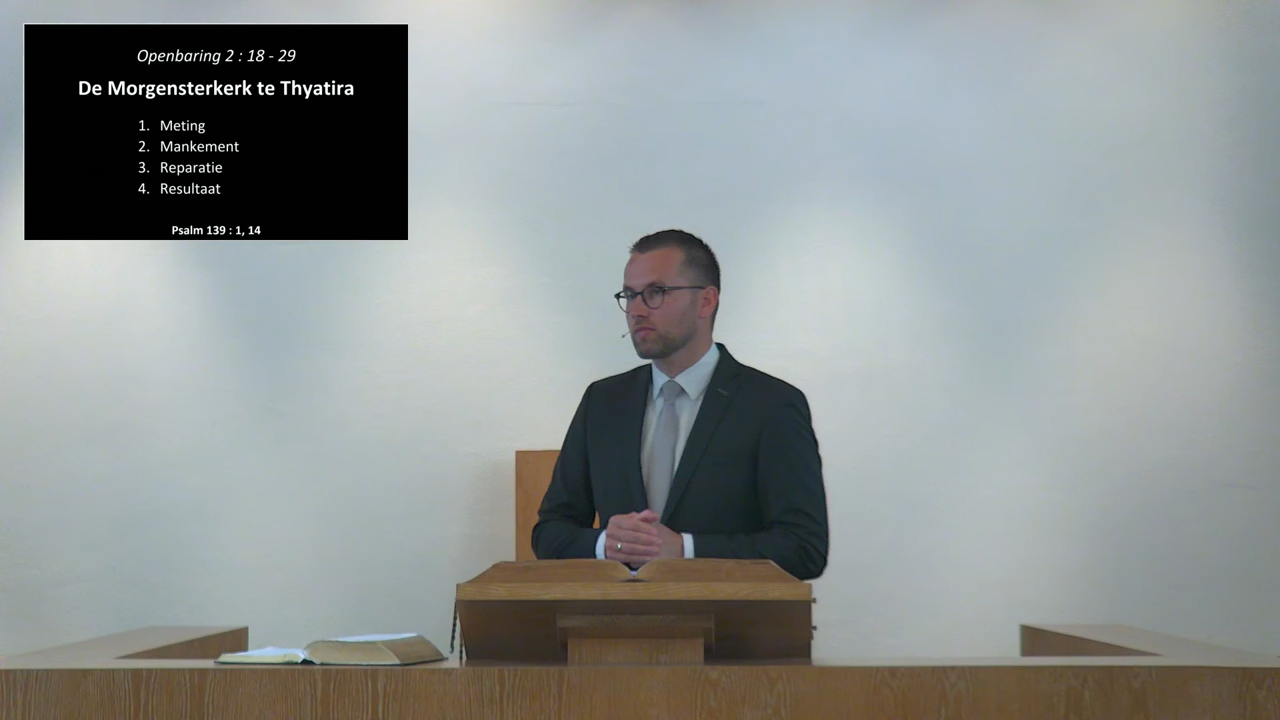 Openbaring 2 : 18 - 29
De Morgensterkerk te Thyatira
1. Meting
2. Mankement
3. Reparatie
4. Resultaat
Psalm 139 : 1, 14